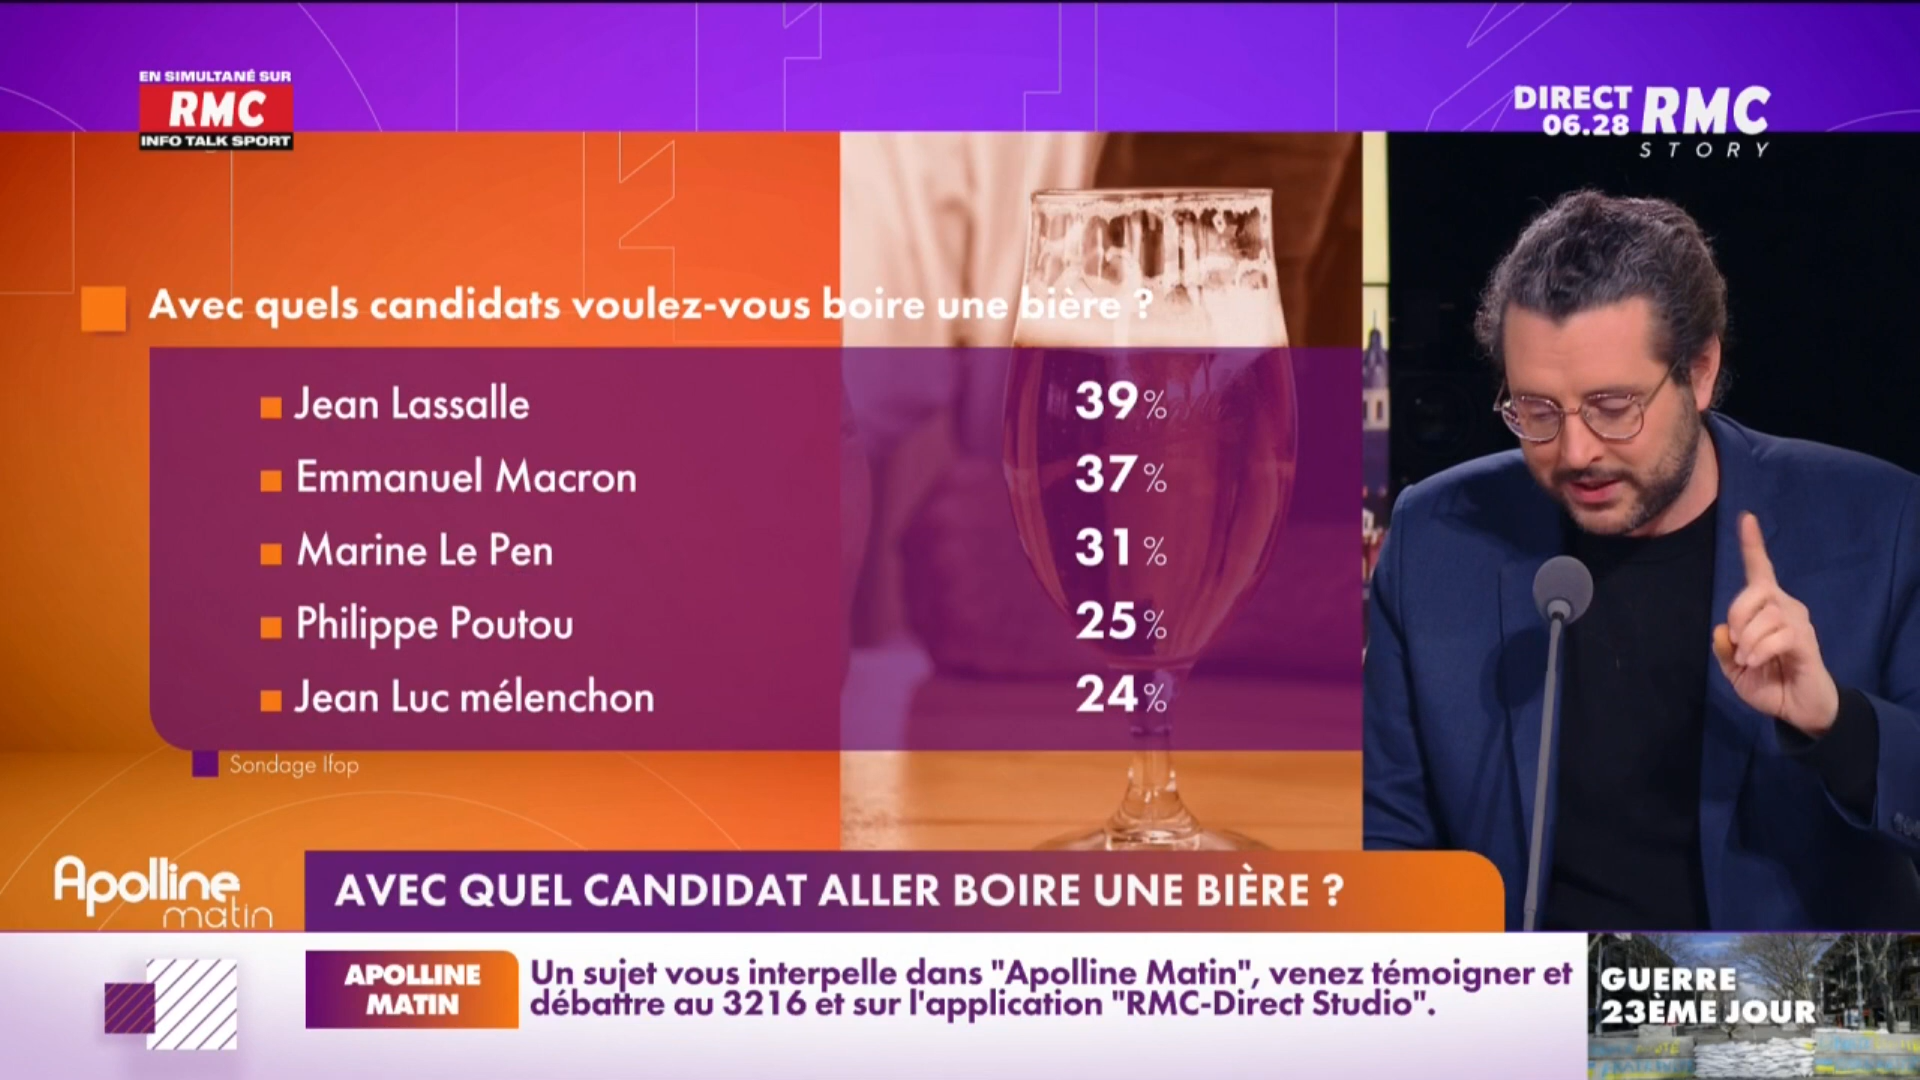 EN SIMULTANÉ SUR
RMC
INFO TALK SPORT
DIRECT
06.28
RMC
STORY
Avec quels candidats voulez-vous boire une bière ?
Jean Lassalle 39%
Emmanuel Macron 37%
Marine Le Pen 31%
Philippe Poutou 25%
Jean Luc mélenchon 24%
Sondage Ifop
Apolline
matin
AVEC QUEL CANDIDAT ALLER BOIRE UNE BIÈRE ?
APOLLINE
MATIN
Un sujet vous interpelle dans "Apolline Matin", venez témoigner et
débattre au 3216 et sur l'application "RMC-Direct Studio".
GUERRE
23ÈME JOUR